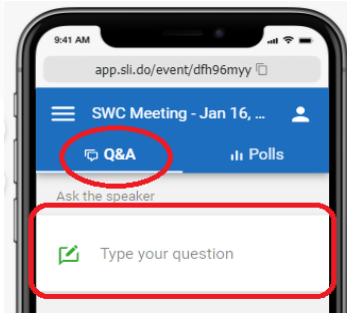 9:41 AM
app.sli.do/event/dfh96myy
SWC Meeting - Jan 16, ...
Q&A
Polls
Ask the speaker
Type your question